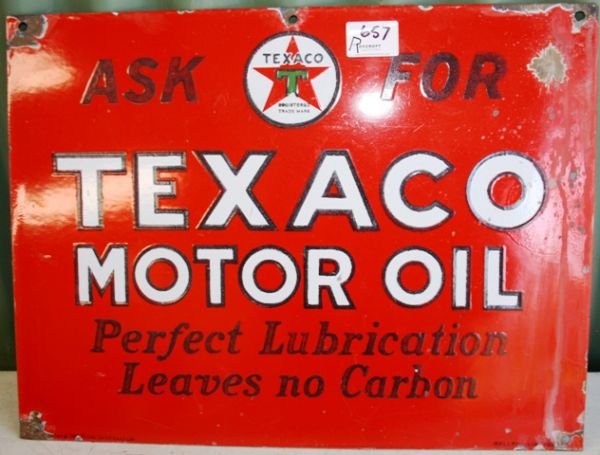 657
ASK FOR
TEXACO
T
REGISTERED
TRADE MARK
TEXACO
MOTOR OIL
Perfect Lubrication
Leaves no Carbon